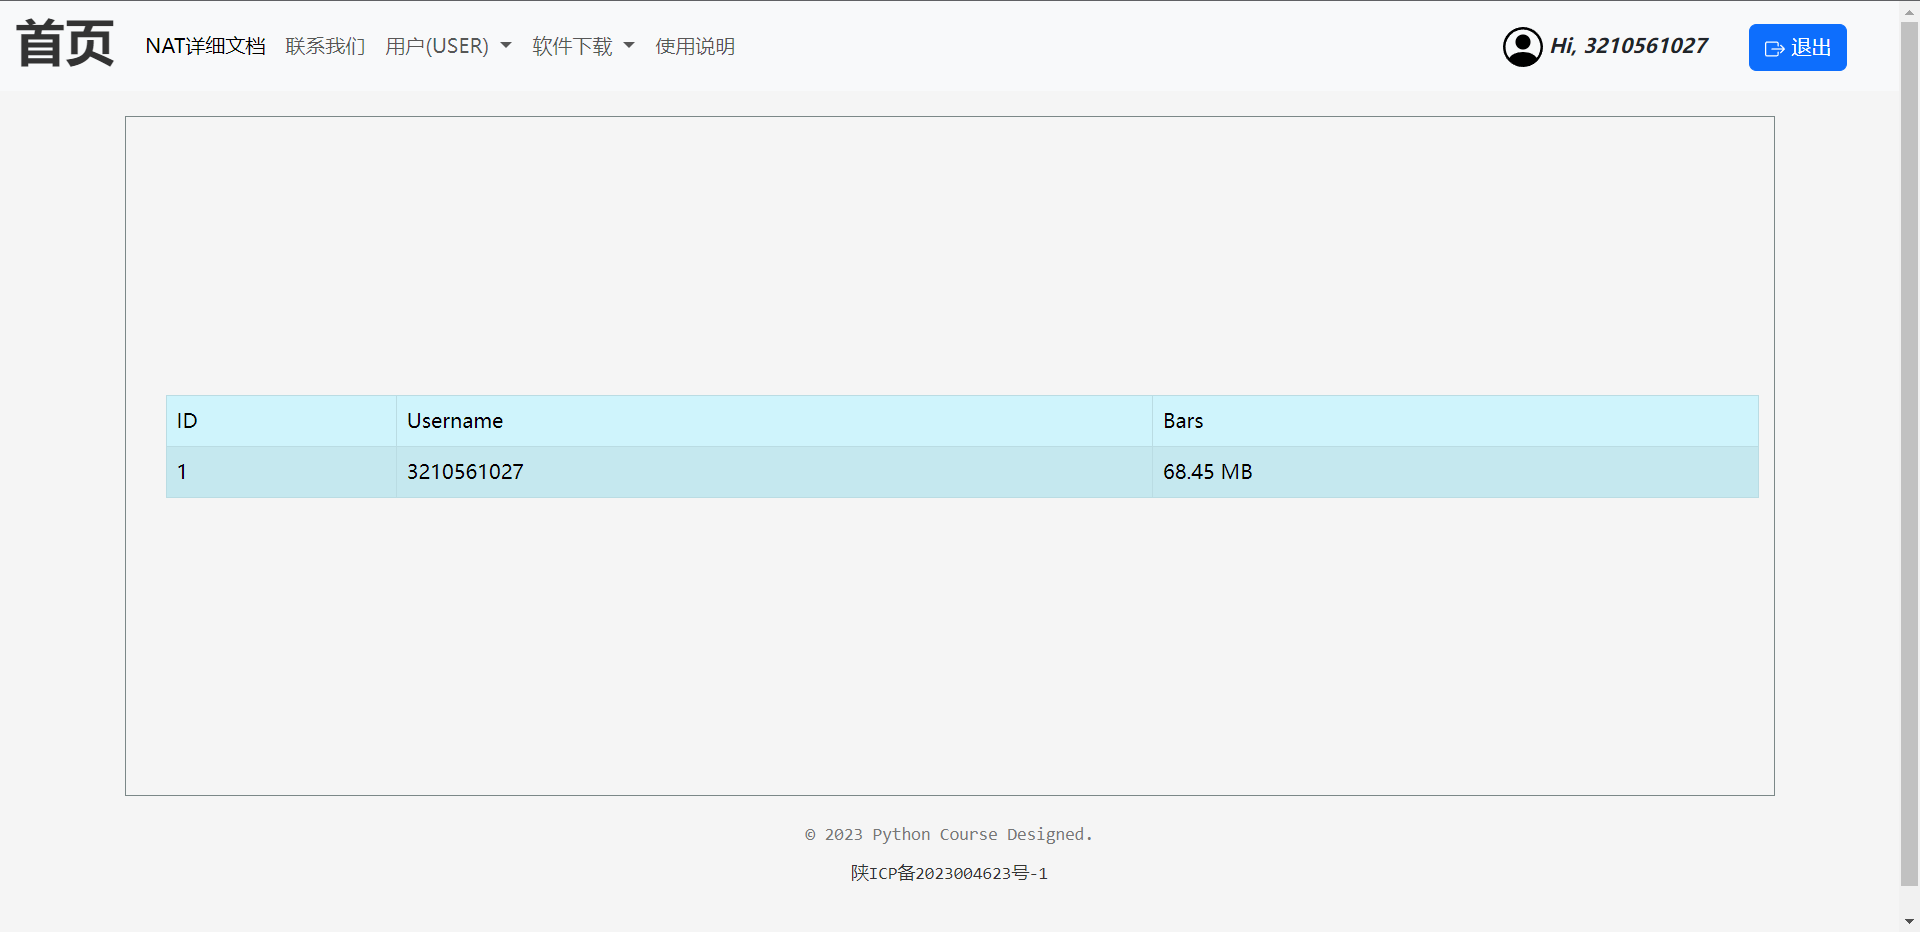 首页 NAT详细文档 联系我们 用户(USER) 软件下载 使用说明 Hi, 3210561027 退出
ID Username Bars
1 3210561027 68.45 MB
© 2023 Python Course Designed.
陕ICP备2023004623号-1